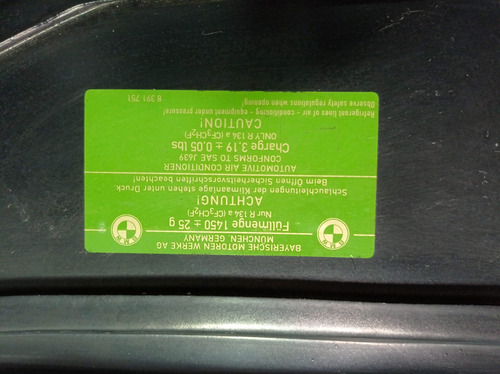 BAYERISCHE MOTOREN WERKE AG
MÜNCHEN, GERMANY
Füllmenge 1450 ± 25 g
Nur R 134 a (CF₃CH₂F)
ACHTUNG!
Schlauchleitungen der Klimaanlage stehen unter Druck
Beim Öffnen Sicherheitsvorschriften beachten!
AUTOMOTIVE AIR CONDITIONER
CONFORMS TO SAE J639
Charge 3.19 ± 0.05 lbs
ONLY R 134 a (CF₃CH₂F)
CAUTION!
Refrigerant lines of air - conditioning - equipment under pressure!
Observe safety regulations when opening!
8 391 751
BMW
BMW